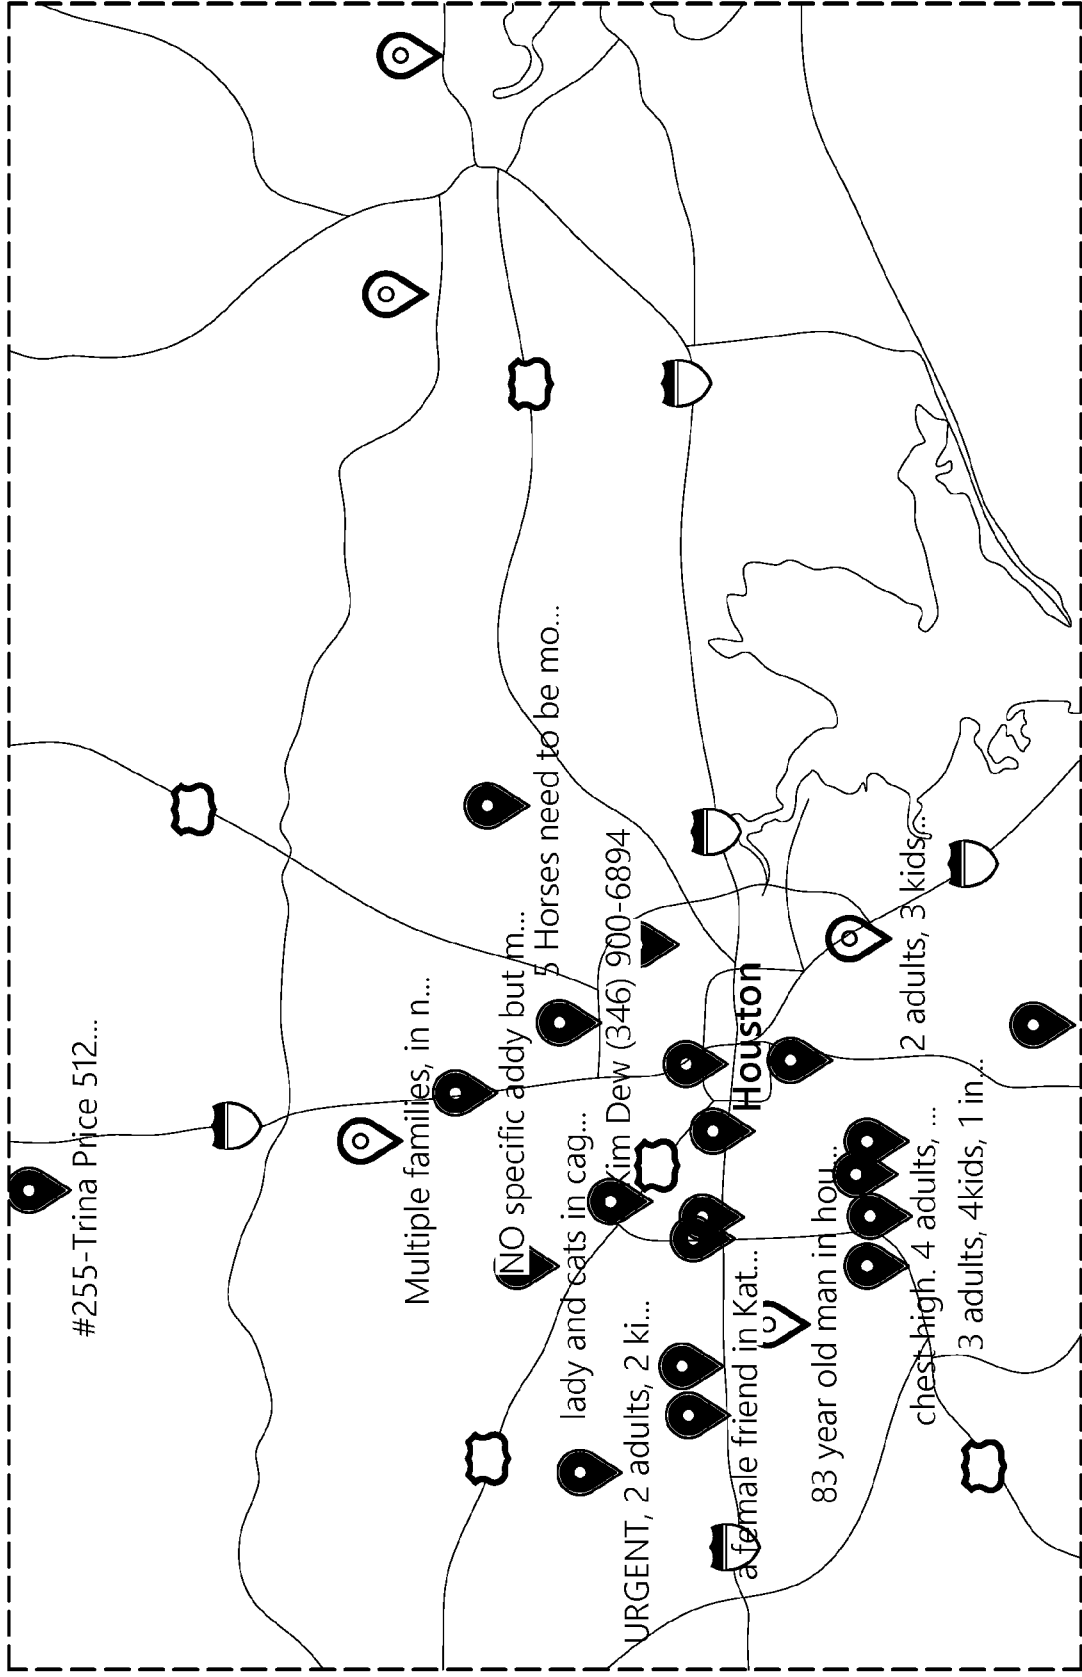 #255-Trina Price 512...
Multiple families, in n...
NO specific addy but m...
5 Horses need to be mo...
lady and cats in cag...
Kim Dew (346) 900-6894
URGENT, 2 adults, 2 ki...
Houston
a female friend in Kat...
83 year old man in hou...
2 adults, 3 kids...
chest high. 4 adults, ...
3 adults, 4kids, 1 in...